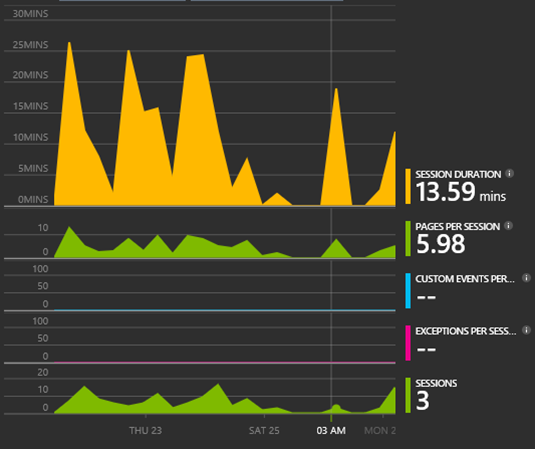 30MINS
25MINS
20MINS
15MINS
10MINS
5MINS
0MINS
SESSION DURATION
13.59 mins
10
0
PAGES PER SESSION
5.98
100
50
0
CUSTOM EVENTS PER...
--
100
50
0
EXCEPTIONS PER SESS...
--
20
10
0
SESSIONS
3
THU 23 SAT 25 03 AM MON 2